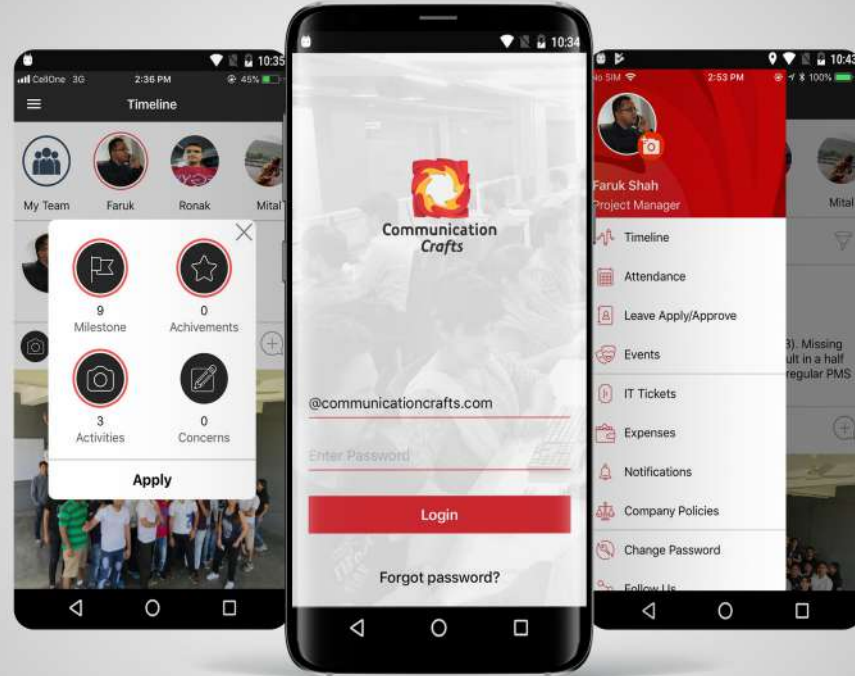 10:35
CellOne 3G
2:36 PM
45%
Timeline
My Team
Faruk
Ronak
Mital
9
Milestone
0
Achivements
3
Activities
0
Concerns
Apply
10:34
Communication
Crafts
@communicationcrafts.com
Enter Password
Login
Forgot password?
10:43
No SIM
2:53 PM
100%
Faruk Shah
Project Manager
Timeline
Attendance
Leave Apply/Approve
Events
IT Tickets
Expenses
Notifications
Company Policies
Change Password
Follow Us
Mital
3). Missing
ult in a half
regular PMS